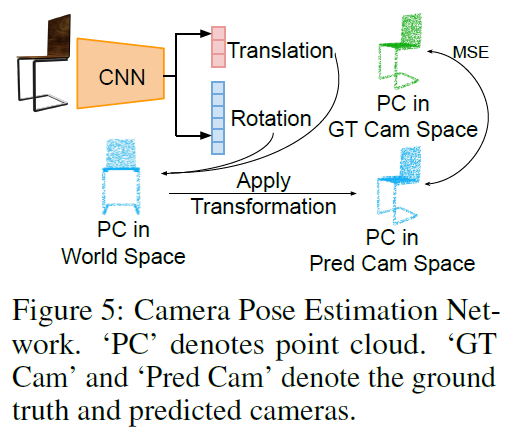 CNN
Translation
Rotation
MSE
PC in
GT Cam Space
PC in
World Space
Apply
Transformation
PC in
Pred Cam Space
Figure 5: Camera Pose Estimation Net-
work. ‘PC’ denotes point cloud. ‘GT
Cam’ and ‘Pred Cam’ denote the ground
truth and predicted cameras.